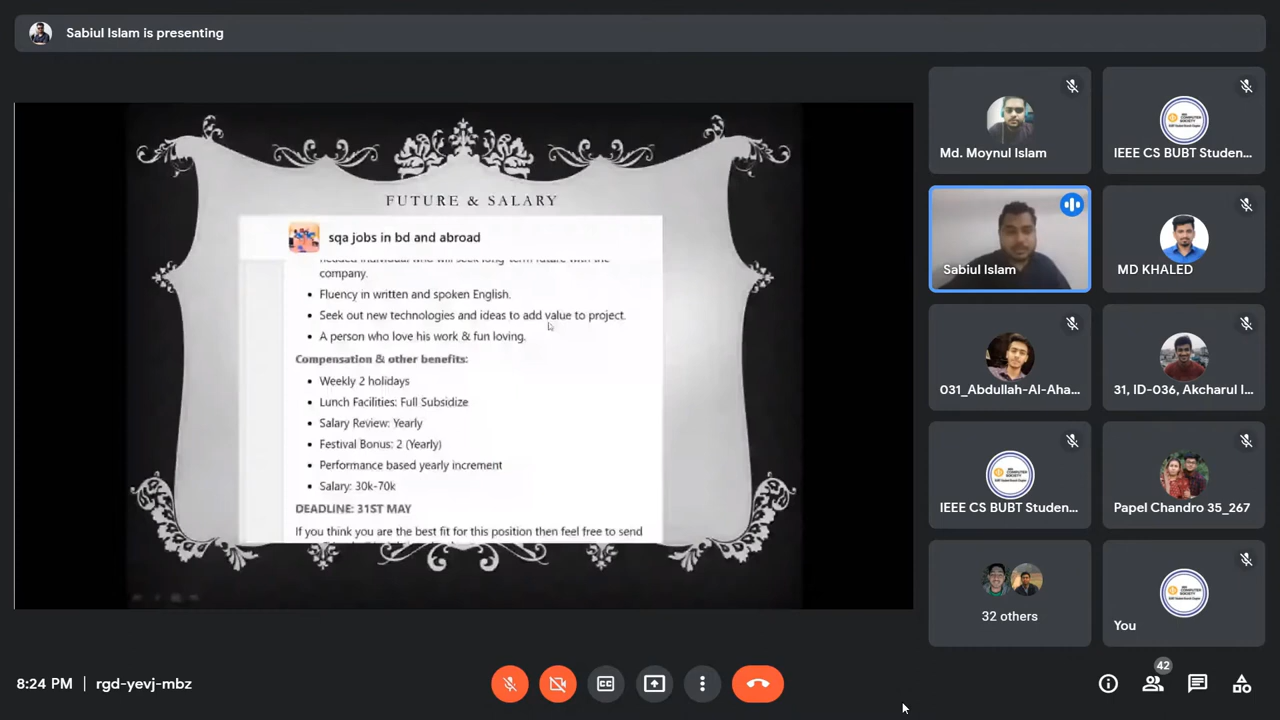 Sabiul Islam is presenting
FUTURE & SALARY
sqa jobs in bd and abroad
company.
• Fluency in written and spoken English.
• Seek out new technologies and ideas to add value to project.
• A person who love his work & fun loving.
Compensation & other benefits:
• Weekly 2 holidays
• Lunch Facilities: Full Subsidize
• Salary Review: Yearly
• Festival Bonus: 2 (Yearly)
• Performance based yearly increment
• Salary: 30k-70k
DEADLINE: 31ST MAY
If you think you are the best fit for this position then feel free to send
Md. Moynul Islam
IEEE CS BUBT Studen...
Sabiul Islam
MD KHALED
031_Abdullah-Al-Aha...
31, ID-036, Akcharul I...
IEEE CS BUBT Studen...
Papel Chandro 35_267
32 others
You
8:24 PM | rgd-yevj-mbz
CC
42